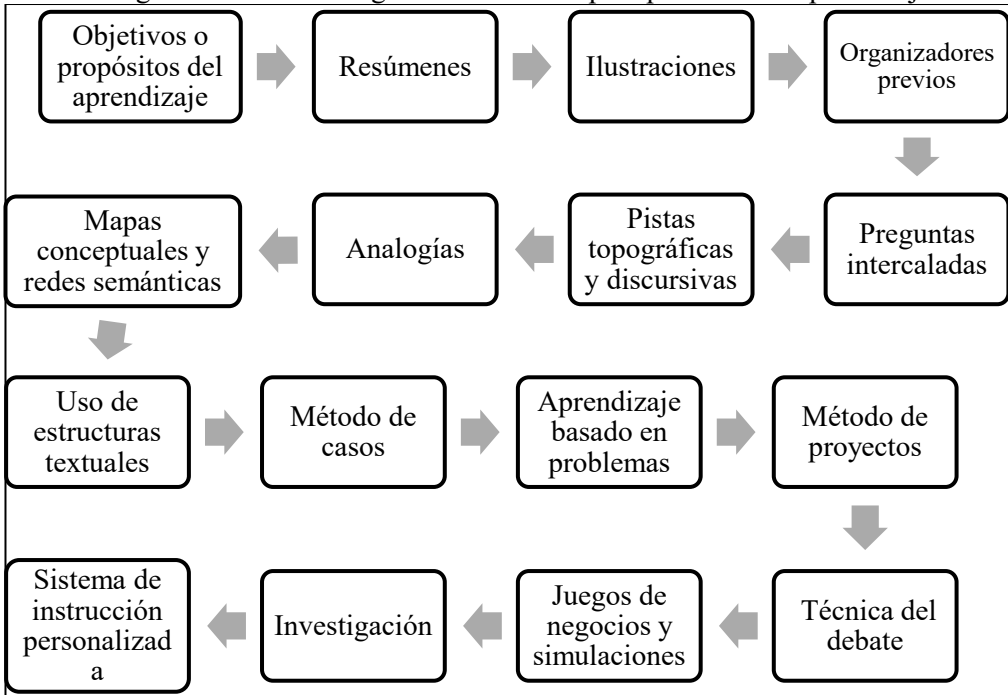 Objetivos o
propósitos del
aprendizaje
Resúmenes
Ilustraciones
Organizadores
previos
Preguntas
intercaladas
Pistas
topográficas
y discursivas
Analogías
Mapas
conceptuales y
redes semánticas
Uso de
estructuras
textuales
Método de
casos
Aprendizaje
basado en
problemas
Método de
proyectos
Técnica del
debate
Juegos de
negocios y
simulaciones
Investigación
Sistema de
instrucción
personalizad
a